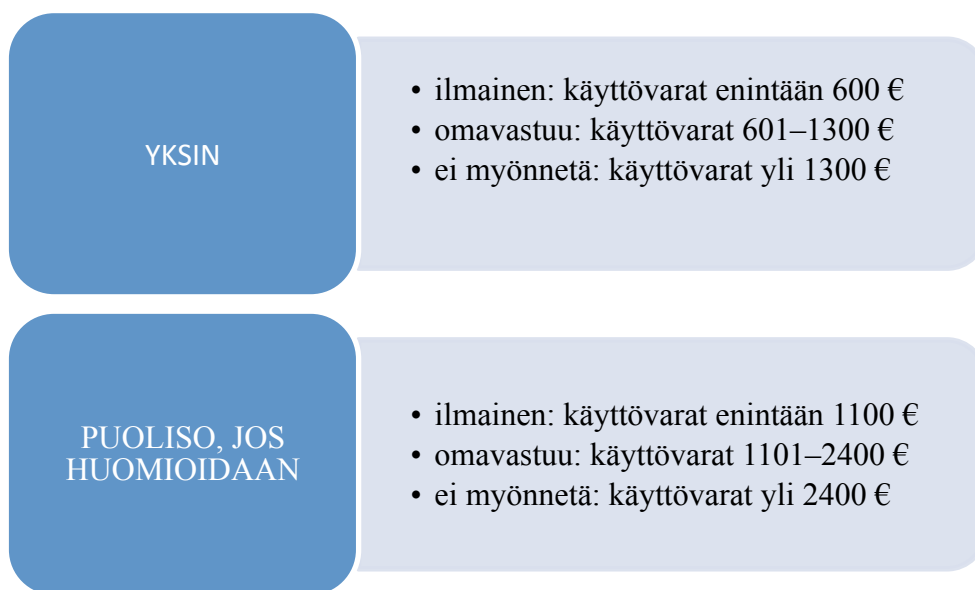 YKSIN
• ilmainen: käyttövarat enintään 600 €
• omavastuu: käyttövarat 601–1300 €
• ei myönnetä: käyttövarat yli 1300 €
PUOLISO, JOS
HUOMIOIDAAN
• ilmainen: käyttövarat enintään 1100 €
• omavastuu: käyttövarat 1101–2400 €
• ei myönnetä: käyttövarat yli 2400 €